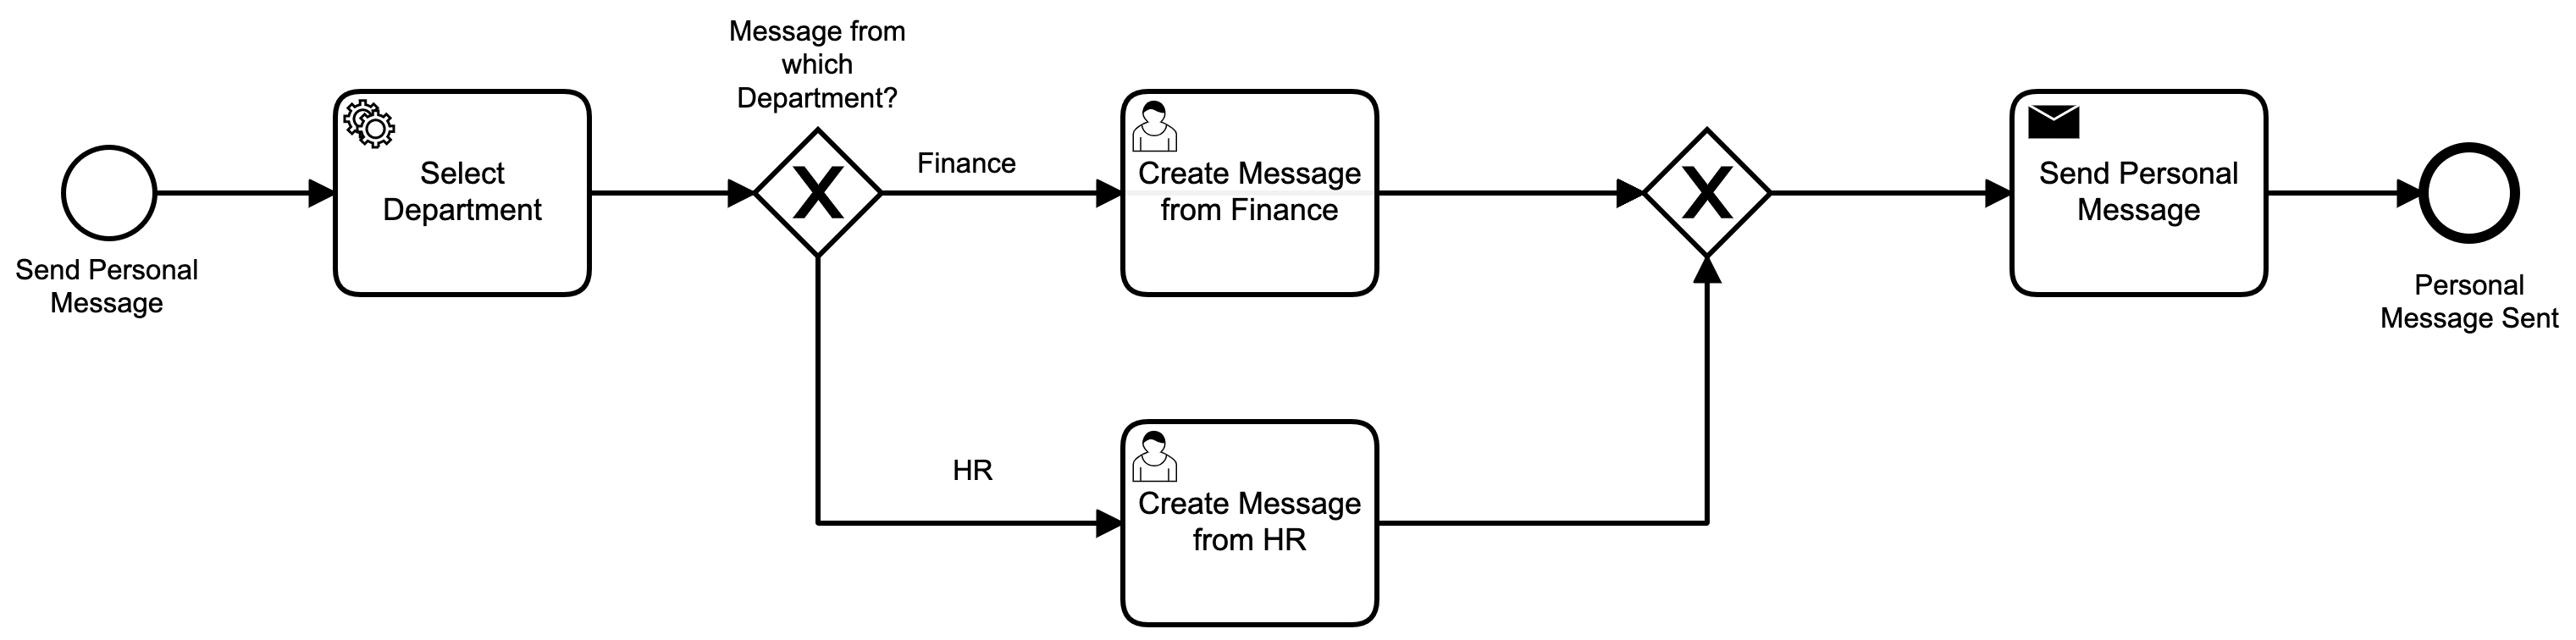 Send Personal
Message
Select
Department
Message from
which
Department?
Finance
Create Message
from Finance
HR
Create Message
from HR
Send Personal
Message
Personal
Message Sent